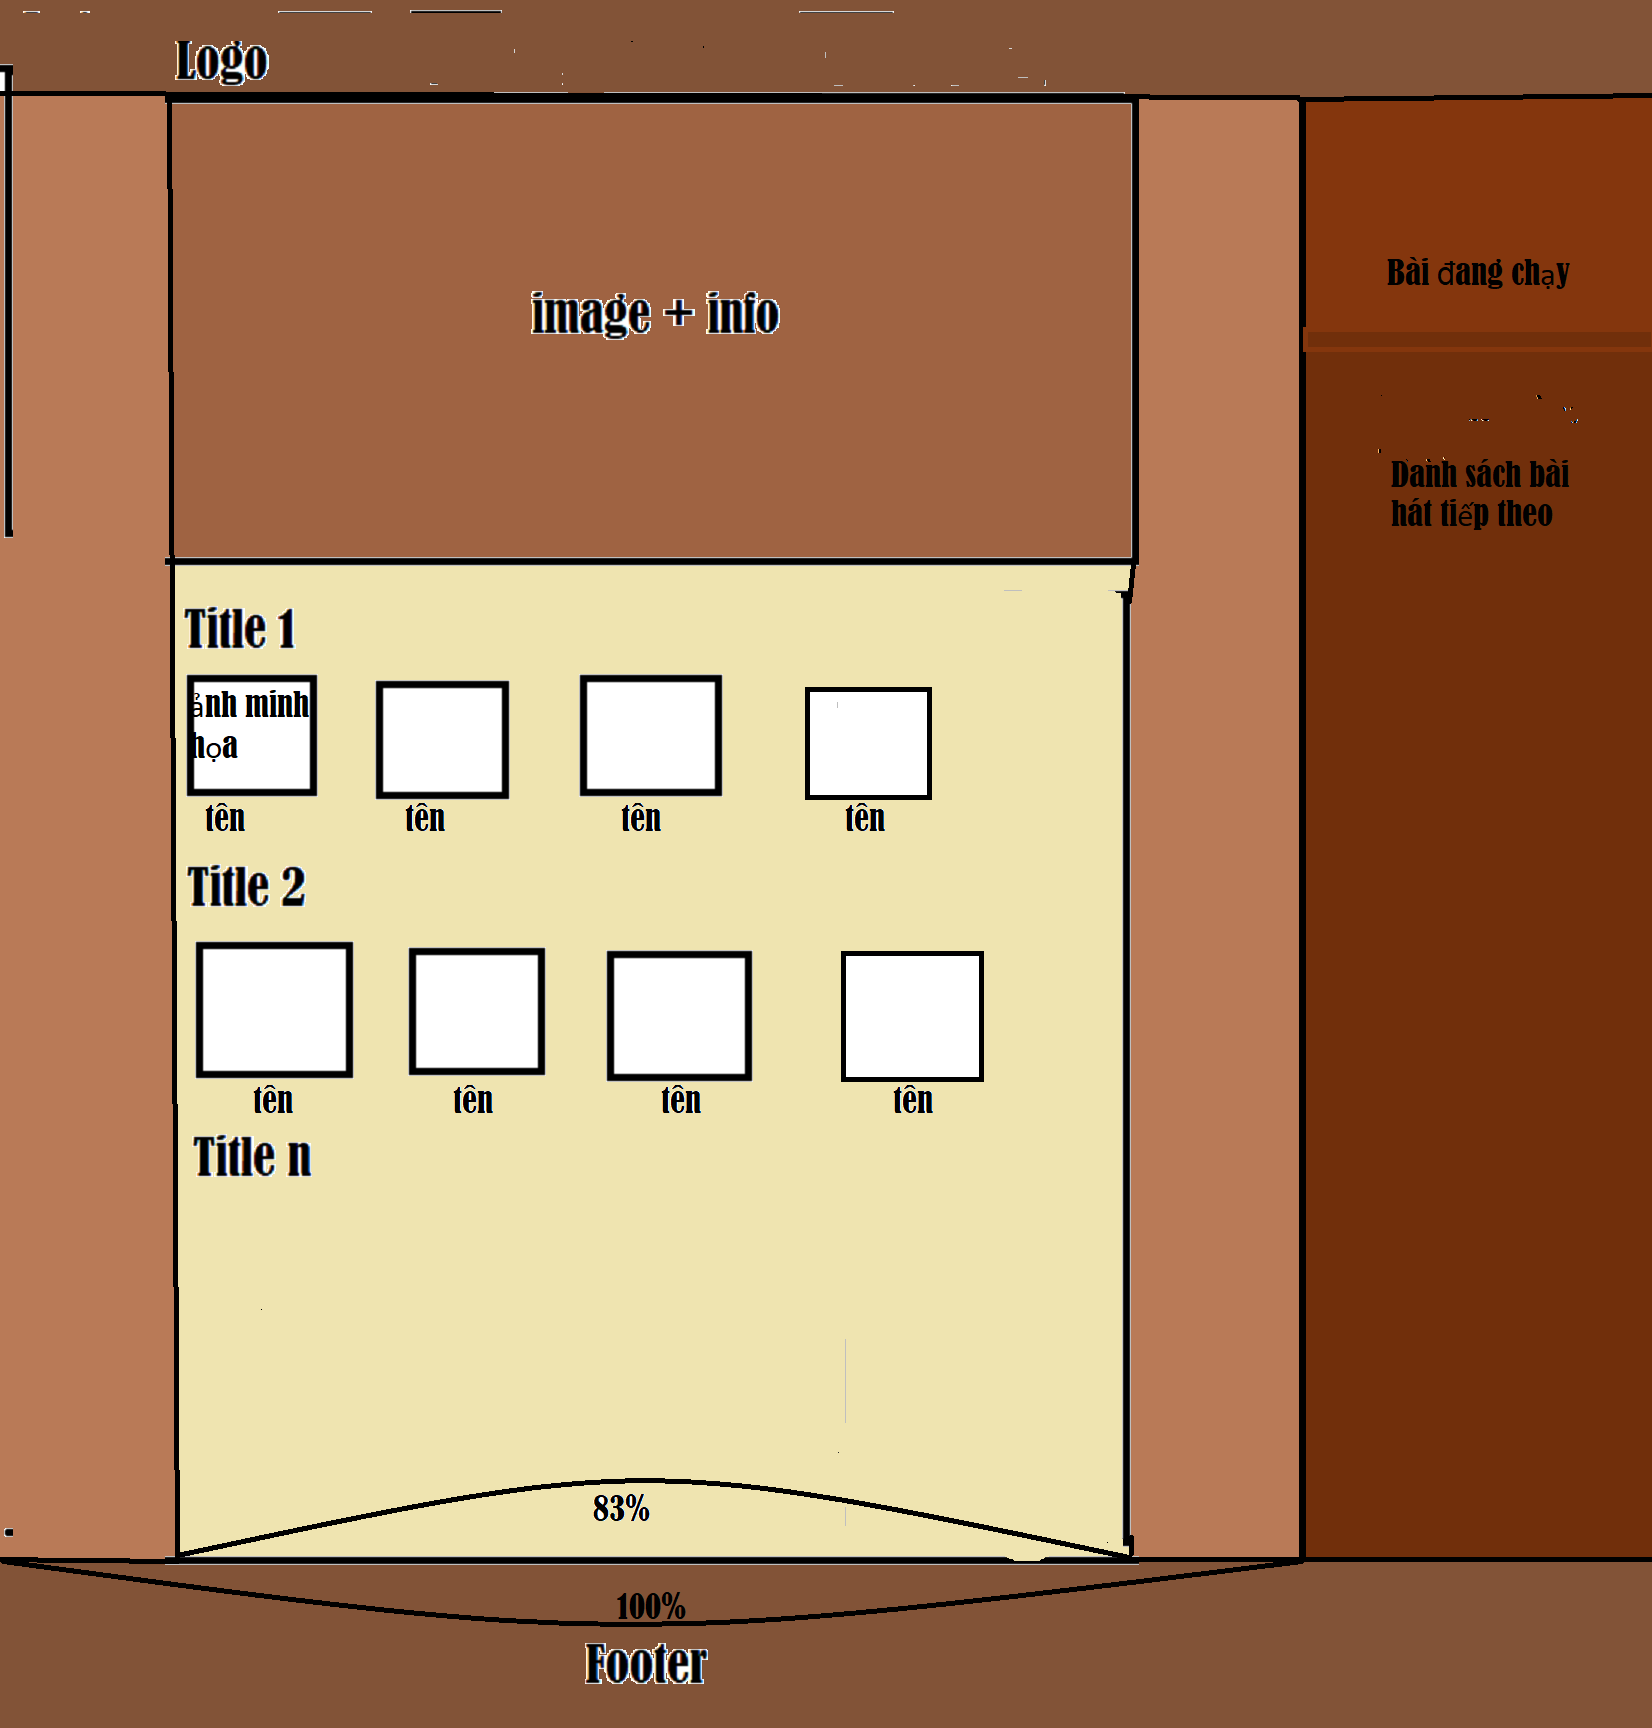 Logo
image + info
Bài đang chạy
Danh sách bài
hát tiếp theo
Title 1
ảnh minh
họa
tên tên tên tên
Title 2
tên tên tên tên
Title n
83%
100%
Footer